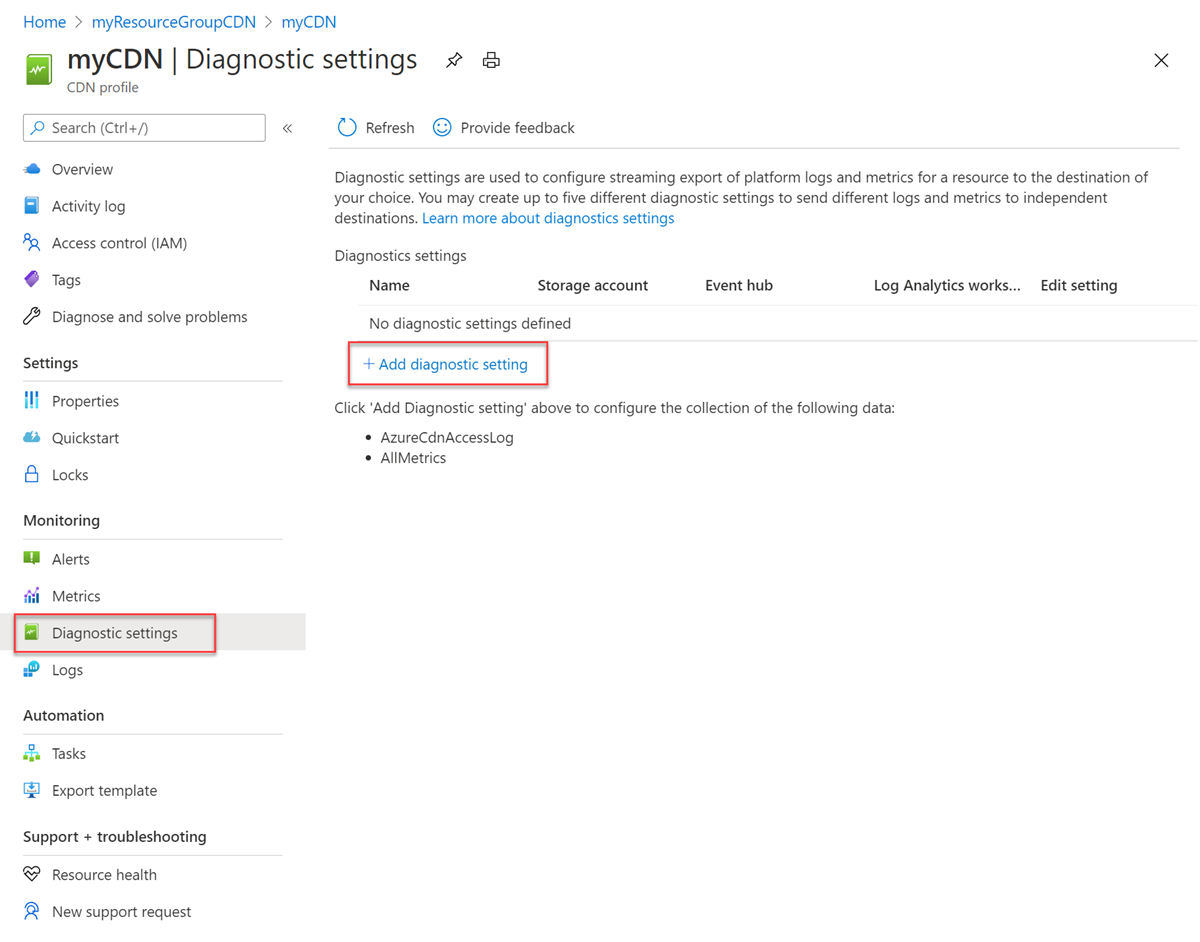 Home > myResourceGroupCDN > myCDN
myCDN | Diagnostic settings
CDN profile
Search (Ctrl+/)
«
Overview
Activity log
Access control (IAM)
Tags
Diagnose and solve problems
Settings
Properties
Quickstart
Locks
Monitoring
Alerts
Metrics
Diagnostic settings
Logs
Automation
Tasks
Export template
Support + troubleshooting
Resource health
New support request
Refresh Provide feedback
Diagnostic settings are used to configure streaming export of platform logs and metrics for a resource to the destination of
your choice. You may create up to five different diagnostic settings to send different logs and metrics to independent
destinations. Learn more about diagnostics settings
Diagnostics settings
Name Storage account Event hub Log Analytics works... Edit setting
No diagnostic settings defined
+ Add diagnostic setting
Click 'Add Diagnostic setting' above to configure the collection of the following data:
• AzureCdnAccessLog
• AllMetrics